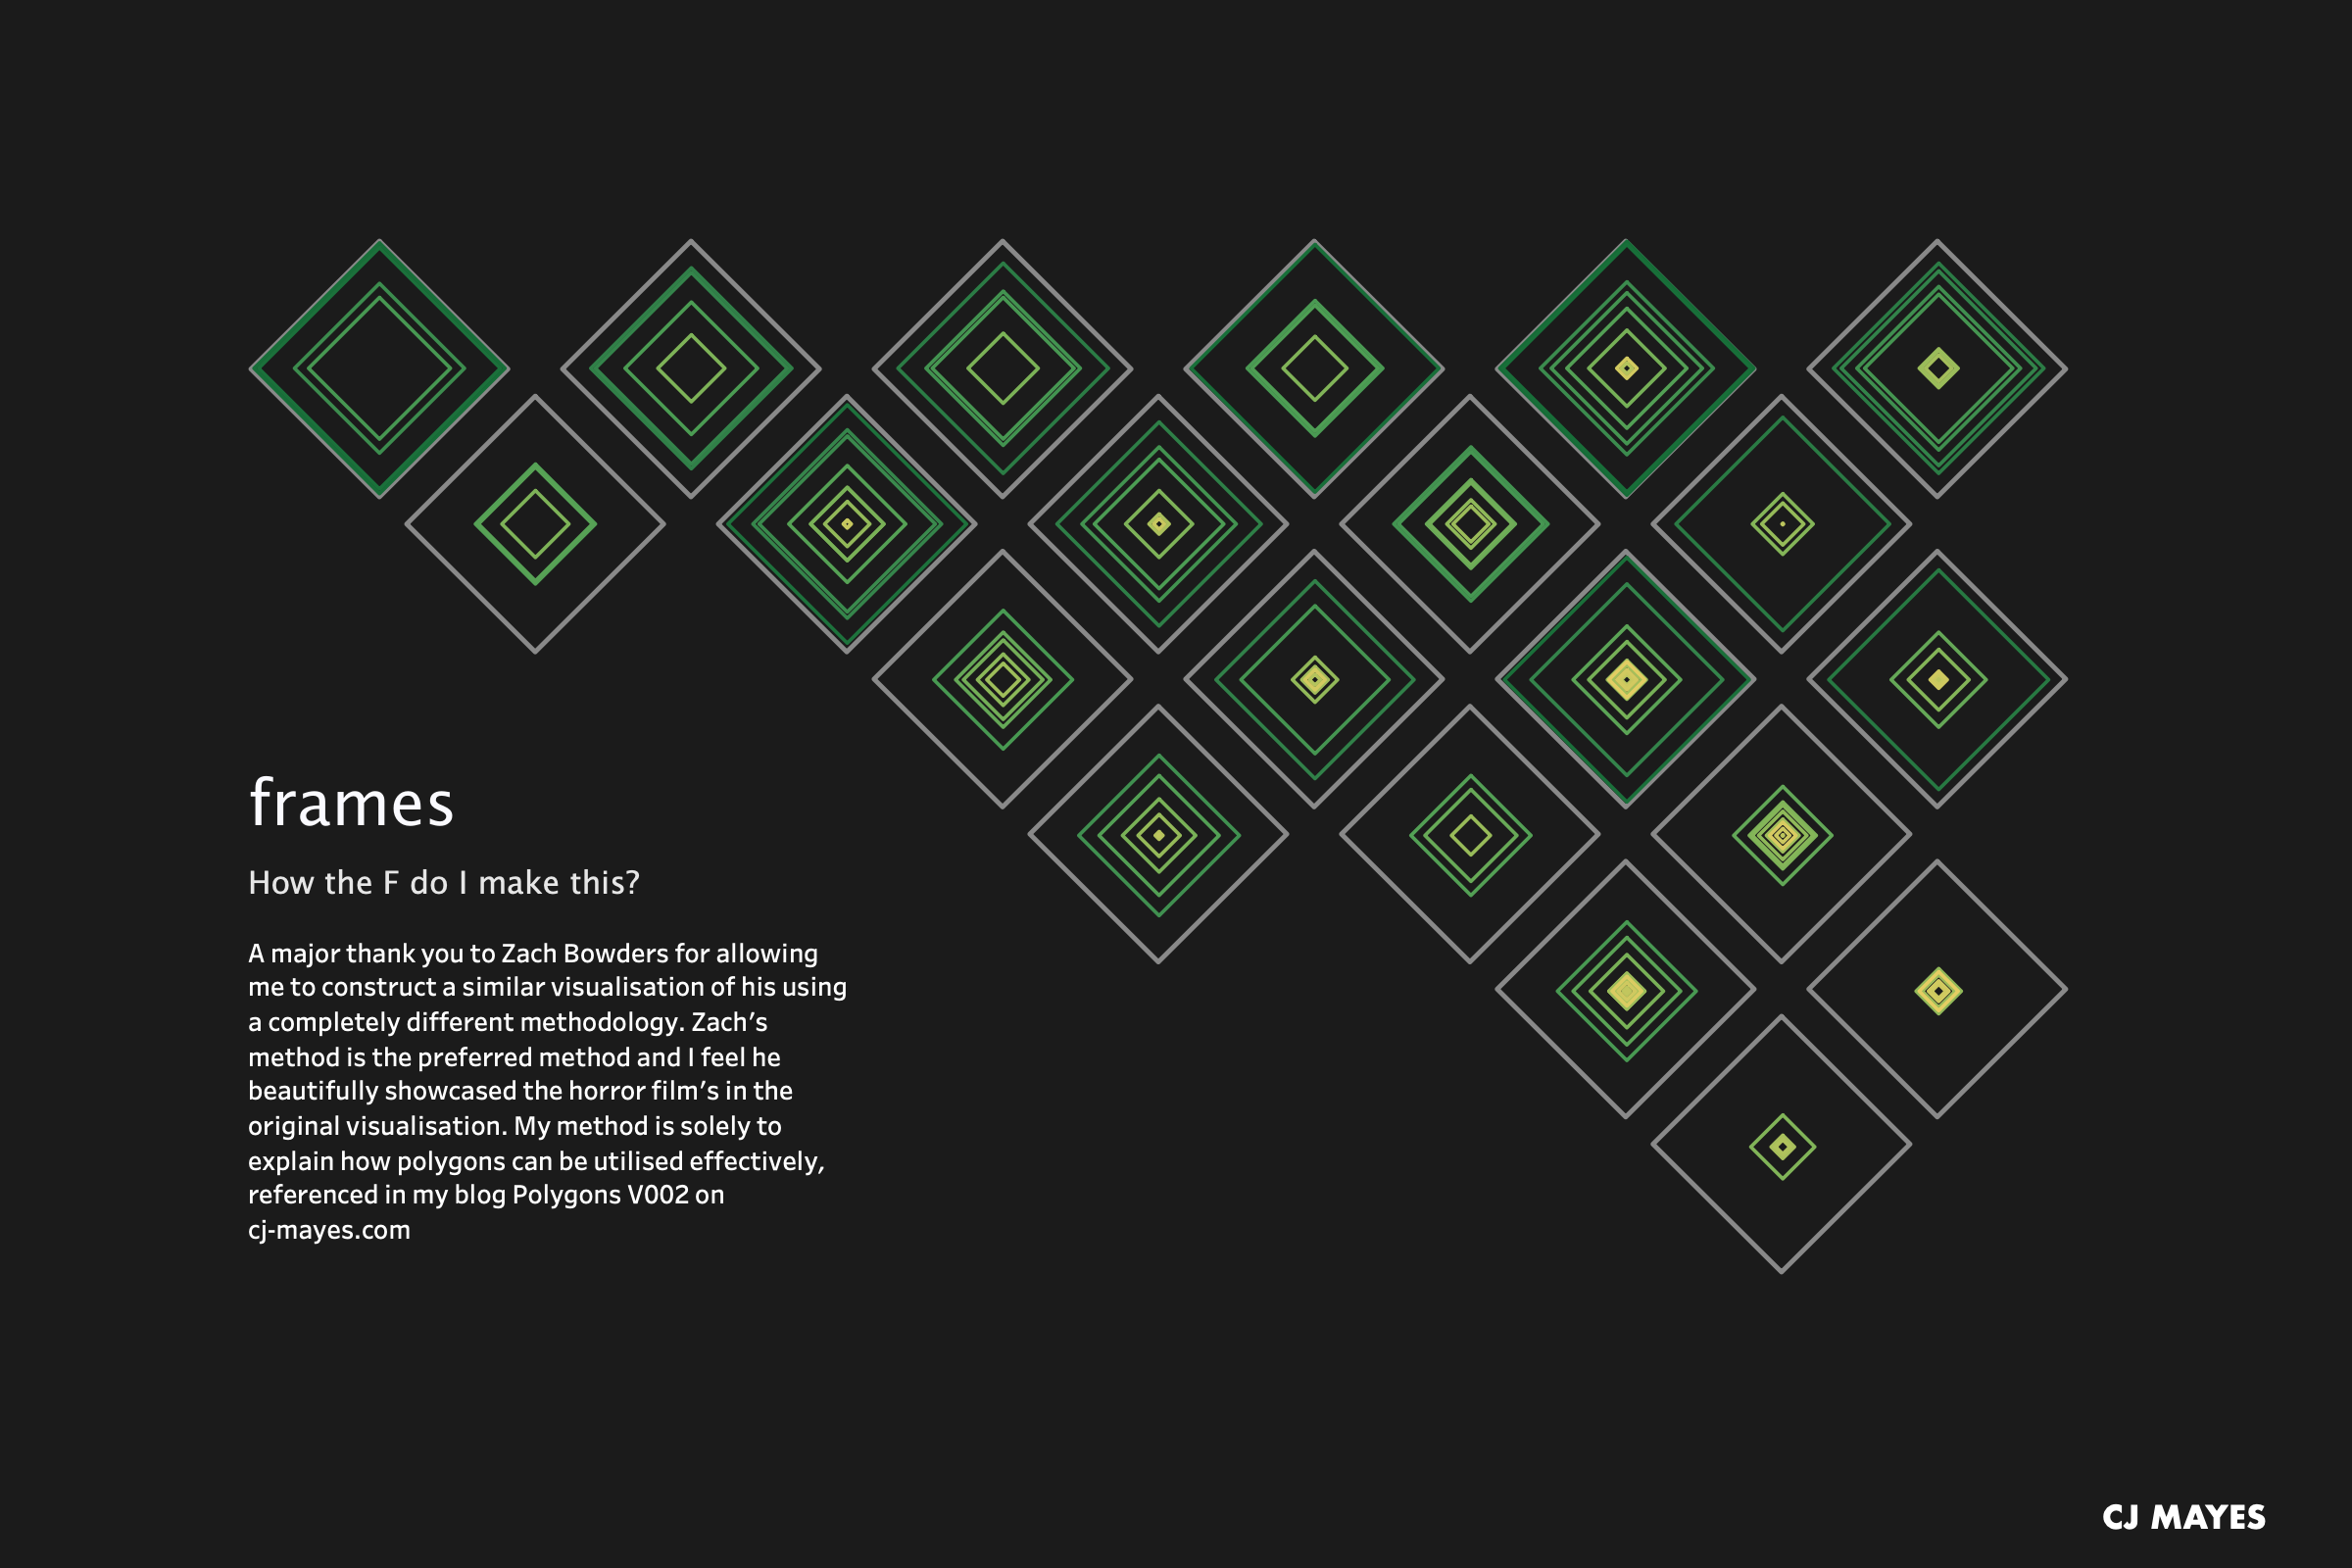 frames
How the F do I make this?
A major thank you to Zach Bowders for allowing
me to construct a similar visualisation of his using
a completely different methodology. Zach’s
method is the preferred method and I feel he
beautifully showcased the horror film’s in the
original visualisation. My method is solely to
explain how polygons can be utilised effectively,
referenced in my blog Polygons V002 on
cj-mayes.com
CJ MAYES